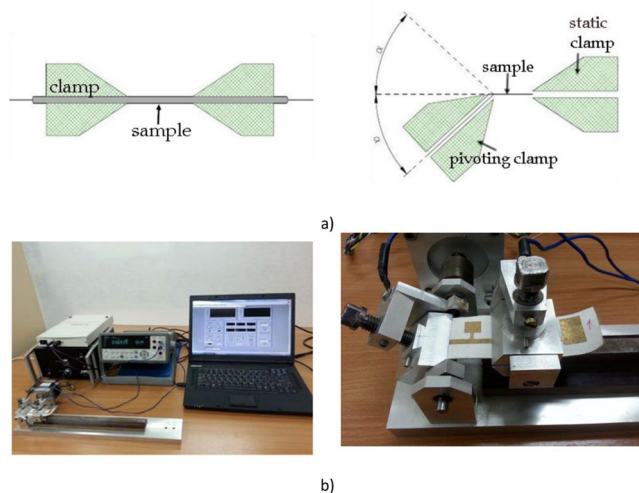 clamp
sample
α
α
sample
static
clamp
pivoting clamp
a)
b)